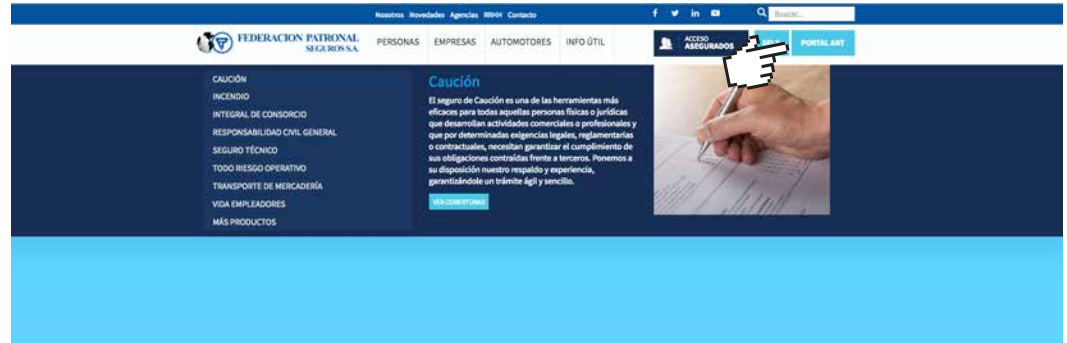 Nosotros Novedades Agencias RRHH Contacto
Buscar...
FEDERACION PATRONAL
SEGUROS S.A.
PERSONAS EMPRESAS AUTOMOTORES INFO ÚTIL
ACCESO
ASEGURADOS
PORTAL ART
CAUCIÓN
INCENDIO
INTEGRAL DE CONSORCIO
RESPONSABILIDAD CIVIL GENERAL
SEGURO TÉCNICO
TODO RIESGO OPERATIVO
TRANSPORTE DE MERCADERÍA
VIDA EMPLEADORES
MÁS PRODUCTOS
Caución
El seguro de Caución es una de las herramientas más
eficaces para todas aquellas personas físicas o jurídicas
que desarrollan actividades comerciales o profesionales y
que por determinadas exigencias legales, reglamentarias
o contractuales, necesitan garantizar el cumplimiento de
sus obligaciones contraídas frente a terceros. Ponemos a
su disposición nuestro respaldo y experiencia,
garantizándole un trámite ágil y sencillo.
VER COBERTURAS